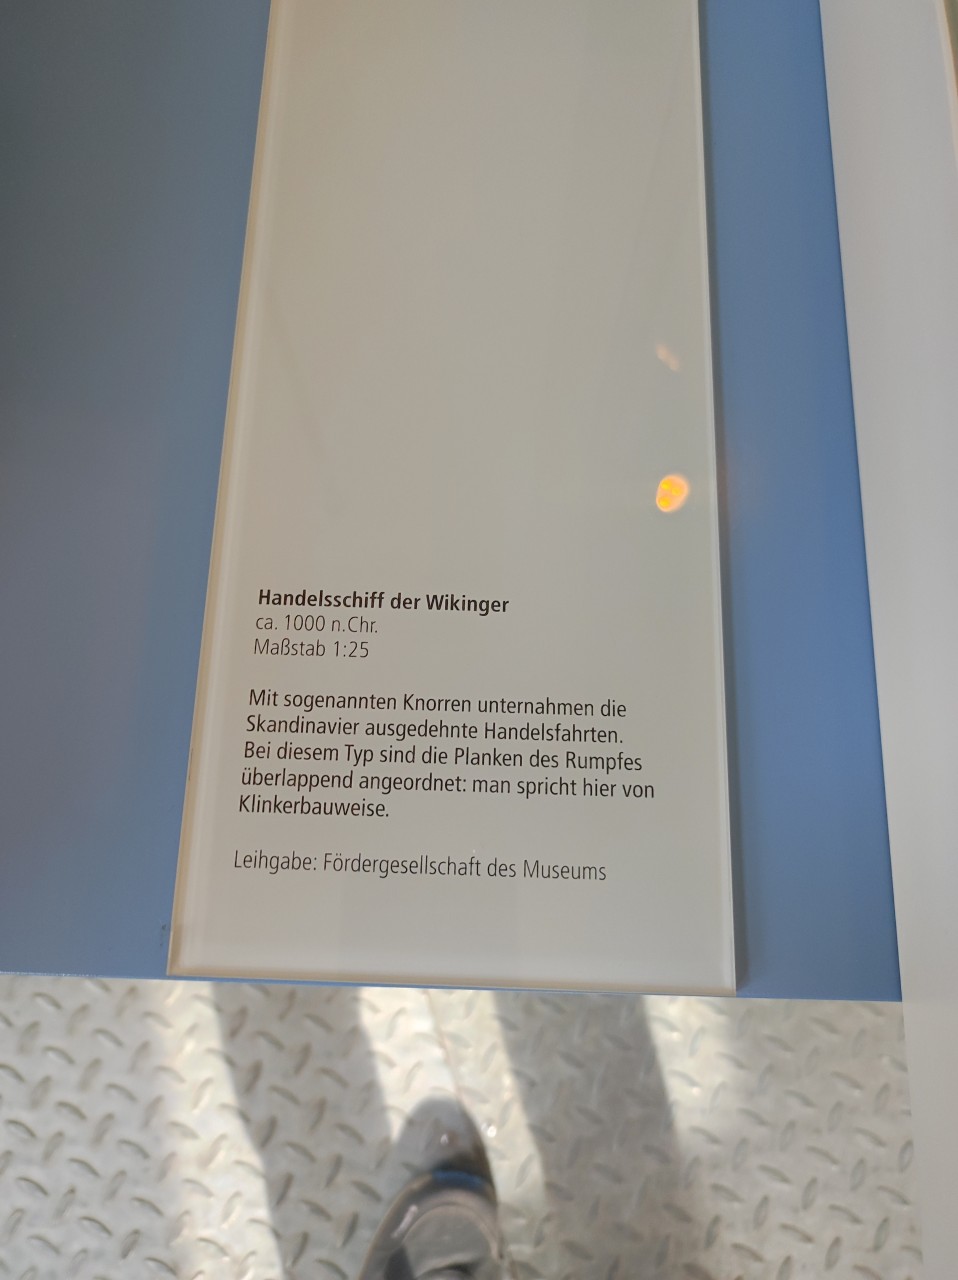 Handelsschiff der Wikinger
ca. 1000 n.Chr.
Maßstab 1:25
Mit sogenannten Knorren unternahmen die
Skandinavier ausgedehnte Handelsfahrten.
Bei diesem Typ sind die Planken des Rumpfes
überlappend angeordnet: man spricht hier von
Klinkerbauweise.
Leihgabe: Fördergesellschaft des Museums